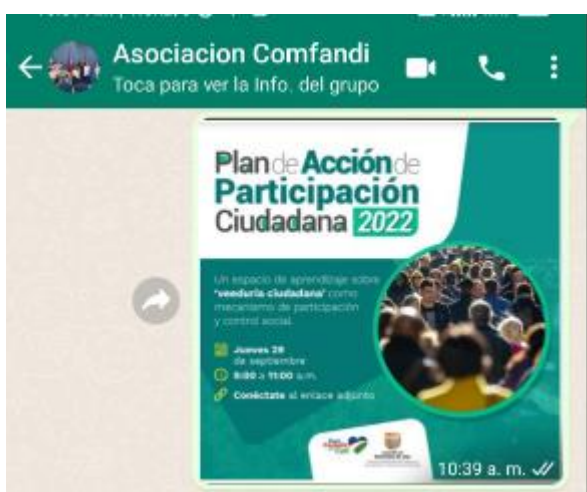 Asociacion Comfandi
Toca para ver la Info. del grupo
Plan de Acción de
Participación
Ciudadana 2022
Un espacio de aprendizaje sobre
'veeduría ciudadana' como
mecanismo de participación
y control social.
Jueves 29
de septiembre
a 11:00 a.m.
Conéctate al enlace adjunto
10:39 a. m.